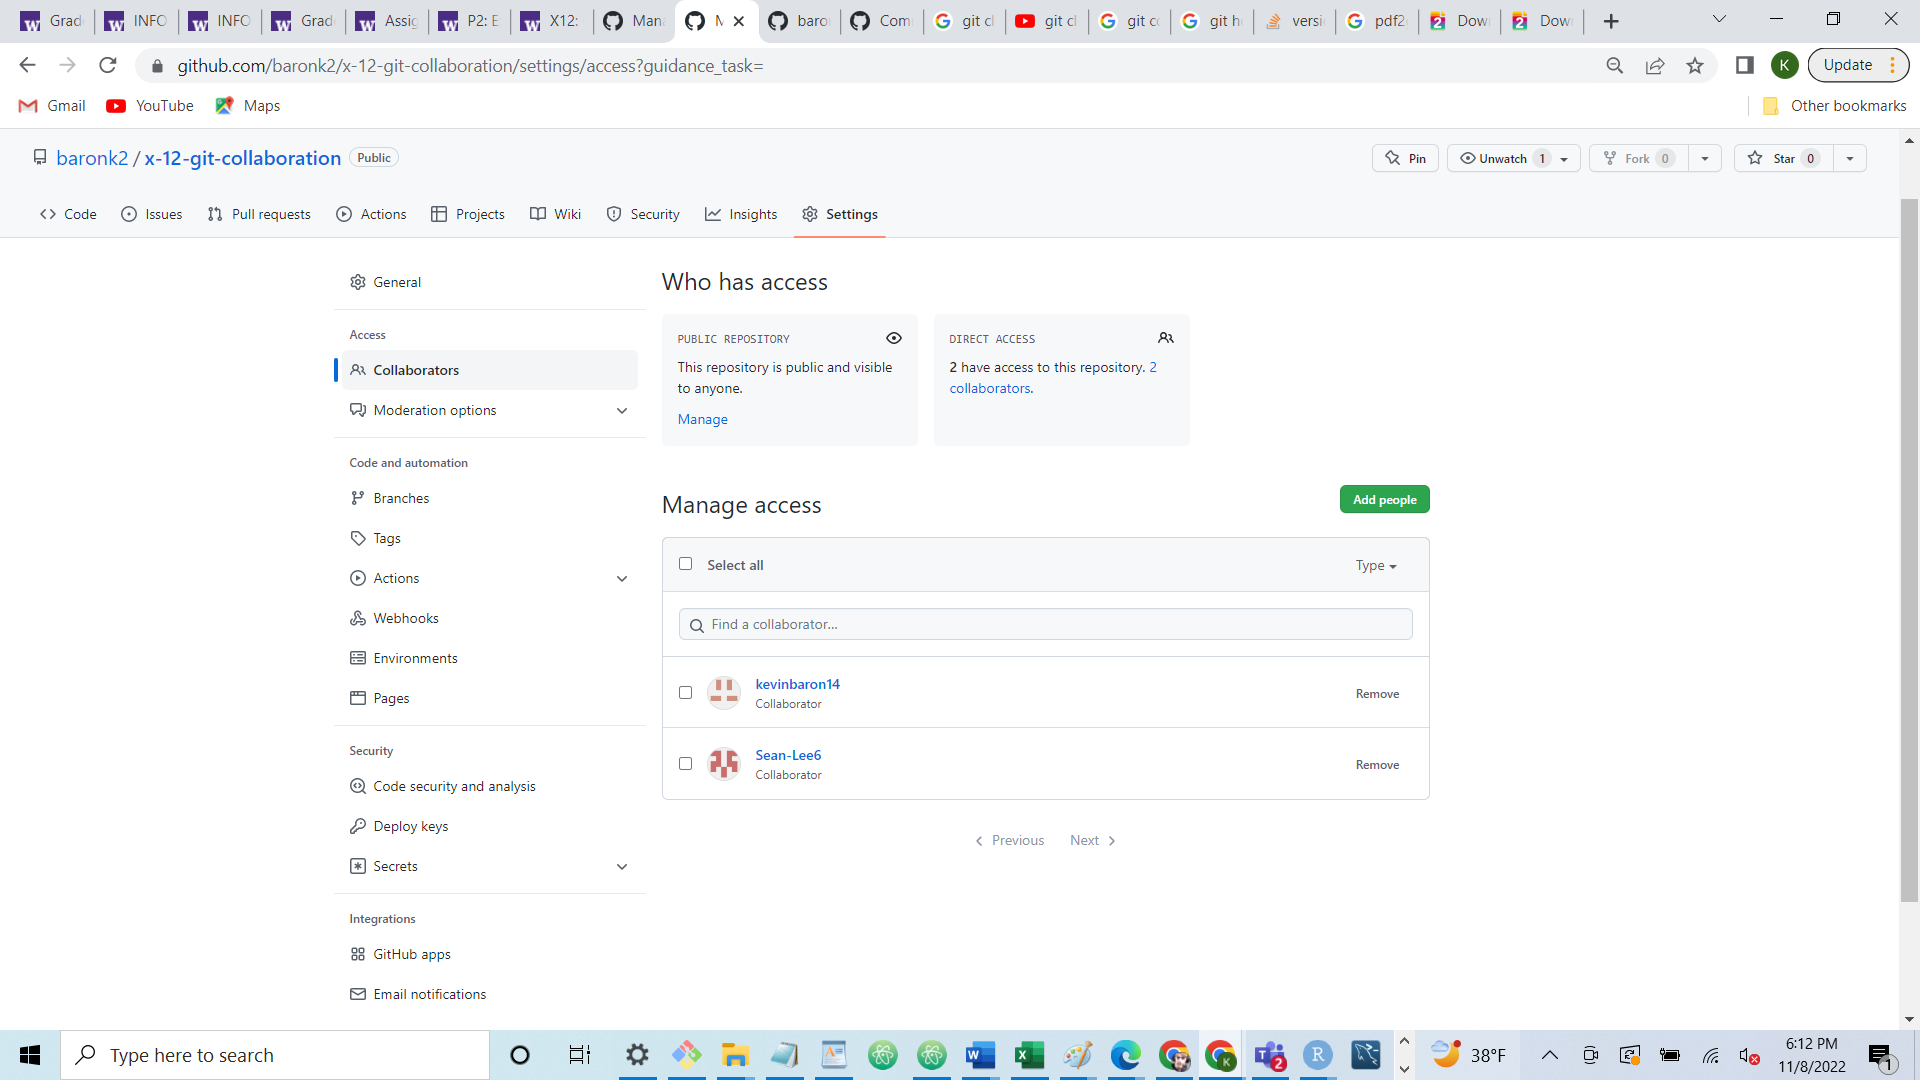 Grad
INFO
INFO
Grad
Assig
P2: E
X12:
Mana
M
baro
Com
git cl
git cl
git co
git h
versi
pdf2
Dow
Dow
github.com/baronk2/x-12-git-collaboration/settings/access?guidance_task=
K
Update
Gmail
YouTube
Maps
Other bookmarks
baronk2 / x-12-git-collaboration Public
Pin
Unwatch 1
Fork 0
Star 0
Code
Issues
Pull requests
Actions
Projects
Wiki
Security
Insights
Settings
General
Access
Collaborators
Moderation options
Code and automation
Branches
Tags
Actions
Webhooks
Environments
Pages
Security
Code security and analysis
Deploy keys
Secrets
Integrations
GitHub apps
Email notifications
Who has access
PUBLIC REPOSITORY
This repository is public and visible
to anyone.
Manage
DIRECT ACCESS
2 have access to this repository. 2
collaborators.
Manage access
Add people
Select all
Type
Find a collaborator...
kevinbaron14
Collaborator
Remove
Sean-Lee6
Collaborator
Remove
Previous
Next
Type here to search
38°F
6:12 PM
11/8/2022
1